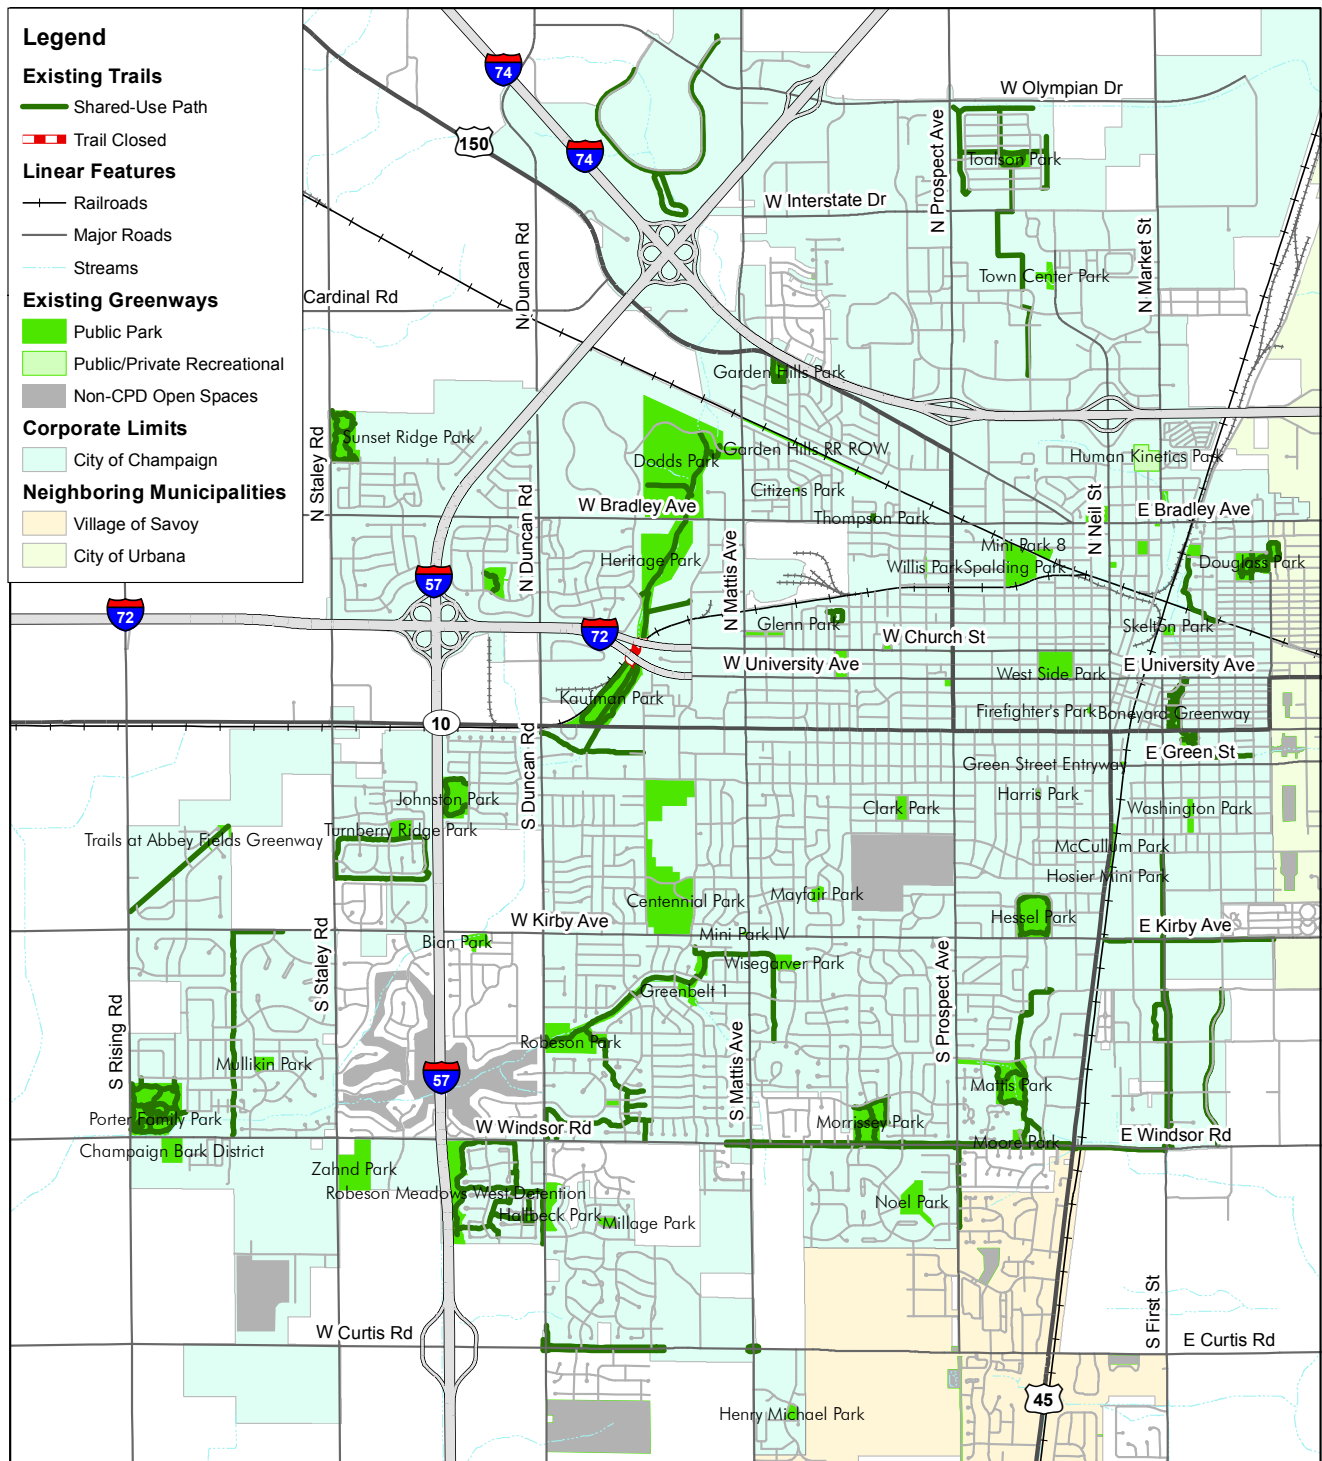 Legend
Existing Trails
Shared-Use Path
Trail Closed
Linear Features
Railroads
Major Roads
Streams
Existing Greenways
Public Park
Public/Private Recreational
Non-CPD Open Spaces
Corporate Limits
City of Champaign
Neighboring Municipalities
Village of Savoy
City of Urbana
74
150
74
W Olympian Dr
N Prospect Ave
Toalson Park
W Interstate Dr
N Duncan Rd
N Market St
Town Center Park
Cardinal Rd
Garden Hills Park
Sunset Ridge Park
N Staley Rd
Dodds Park
Garden Hills RR ROW
Human Kinetics Park
Citizens Park
N Duncan Rd
W Bradley Ave
N Neil St
E Bradley Ave
Thompson Park
N Mattis Ave
Mini Park 8
Heritage Park
Willis Park
Spalding Park
Douglass Park
57
72
72
Glenn Park
W Church St
Skelton Park
W University Ave
West Side Park
E University Ave
Kaufman Park
Firefighter's Park
Boneyard Greenway
10
S Duncan Rd
E Green St
Green Street Entryway
Johnston Park
Harris Park
Clark Park
Washington Park
Turnberry Ridge Park
Trails at Abbey Fields Greenway
McCullum Park
Hosier Mini Park
Centennial Park
Mayfair Park
W Kirby Ave
Hessel Park
E Kirby Ave
S Staley Rd
Bian Park
Mini Park IV
Wisegarver Park
S Prospect Ave
Greenbelt 1
S Rising Rd
Robeson Park
S Mattis Ave
Mullikin Park
57
Mattis Park
Porter Family Park
W Windsor Rd
Morrissey Park
E Windsor Rd
Moore Park
Champaign Bark District
Zahnd Park
Robeson Meadows West Detention
Noel Park
Hallbeck Park
Millage Park
S First St
W Curtis Rd
E Curtis Rd
45
Henry Michael Park